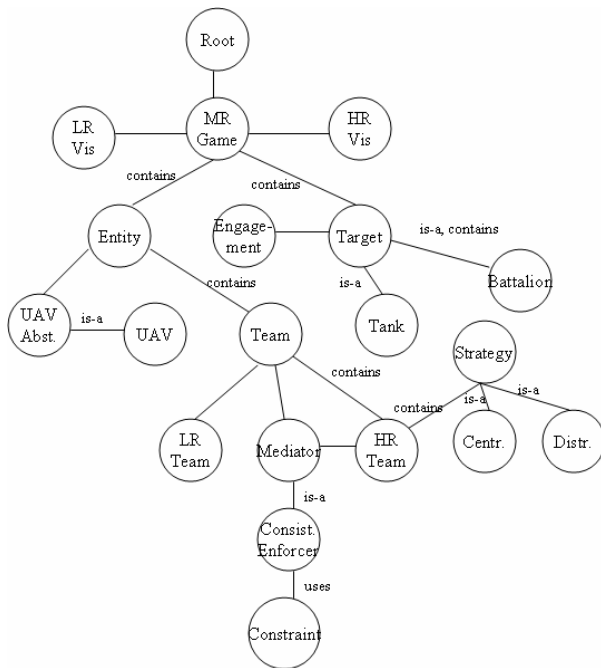 Root
LR
Vis
MR
Game
HR
Vis
contains
contains
Entity
Engage-
ment
Target
is-a, contains
Battalion
contains
is-a
UAV
Abst.
is-a
UAV
Team
Tank
Strategy
contains
is-a
is-a
contains
LR
Team
Mediator
HR
Team
Centr.
Distr.
is-a
Consist.
Enforcer
uses
Constraint